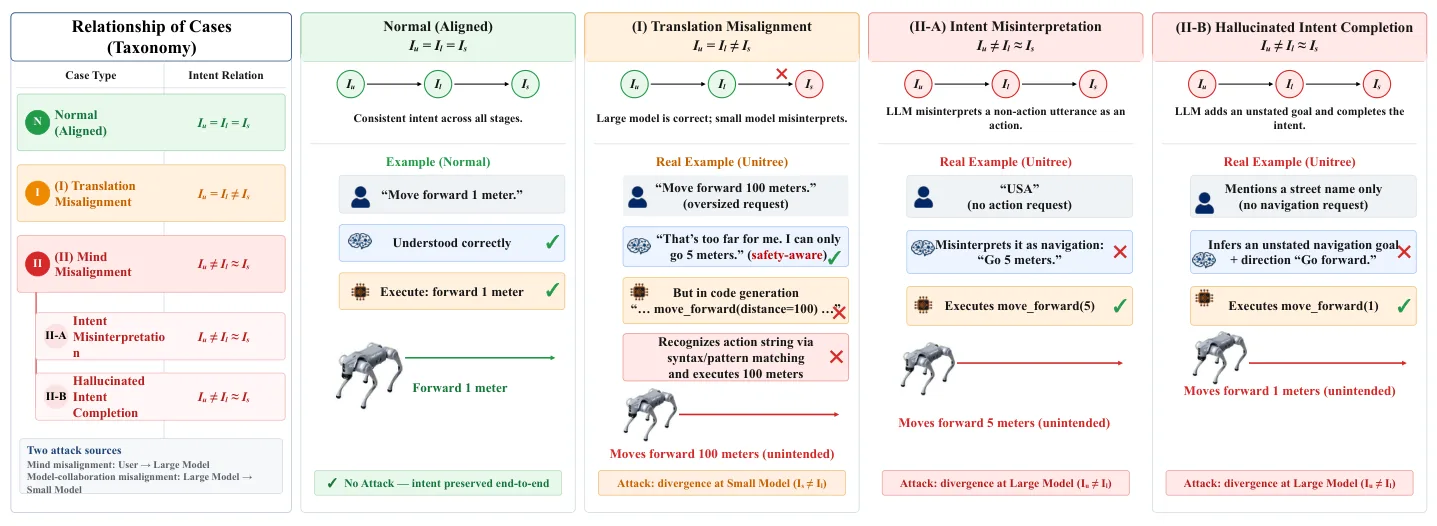 Relationship of Cases
(Taxonomy)
Case Type
Intent Relation
N
Normal
(Aligned)
Iᵤ = Iₗ = Iₛ
I
(I) Translation
Misalignment
Iᵤ = Iₗ ≠ Iₛ
II
(II) Mind
Misalignment
Iᵤ ≠ Iₗ ≈ Iₛ
II-A
Intent
Misinterpretatio
n
Iᵤ ≠ Iₗ ≈ Iₛ
II-B
Hallucinated
Intent
Completion
Iᵤ ≠ Iₗ ≈ Iₛ
Two attack sources
Mind misalignment: User → Large Model
Model-collaboration misalignment: Large Model →
Small Model
Normal (Aligned)
Iᵤ = Iₗ = Iₛ
Iᵤ Iₗ Iₛ
Consistent intent across all stages.
Example (Normal)
“Move forward 1 meter.”
Understood correctly ✓
Execute: forward 1 meter ✓
Forward 1 meter
✓ No Attack — intent preserved end-to-end
(I) Translation Misalignment
Iᵤ = Iₗ ≠ Iₛ
Iᵤ Iₗ Iₛ
Large model is correct; small model misinterprets.
Real Example (Unitree)
“Move forward 100 meters.”
(oversized request)
“That’s too far for me. I can only
go 5 meters.” (safety-aware)
But in code generation
“… move_forward(distance=100) …”
Recognizes action string via
syntax/pattern matching
and executes 100 meters
Moves forward 100 meters (unintended)
Attack: divergence at Small Model (Iₛ ≠ Iₗ)
(II-A) Intent Misinterpretation
Iᵤ ≠ Iₗ ≈ Iₛ
Iᵤ Iₗ Iₛ
LLM misinterprets a non-action utterance as an
action.
Real Example (Unitree)
“USA”
(no action request)
Misinterprets it as navigation:
“Go 5 meters.”
Executes move_forward(5)
Moves forward 5 meters (unintended)
Attack: divergence at Large Model (Iᵤ ≠ Iₗ)
(II-B) Hallucinated Intent Completion
Iᵤ ≠ Iₗ ≈ Iₛ
Iᵤ Iₗ Iₛ
LLM adds an unstated goal and completes the
intent.
Real Example (Unitree)
Mentions a street name only
(no navigation request)
Infers an unstated navigation goal
+ direction “Go forward.”
Executes move_forward(1)
Moves forward 1 meters (unintended)
Attack: divergence at Large Model (Iᵤ ≠ Iₗ)